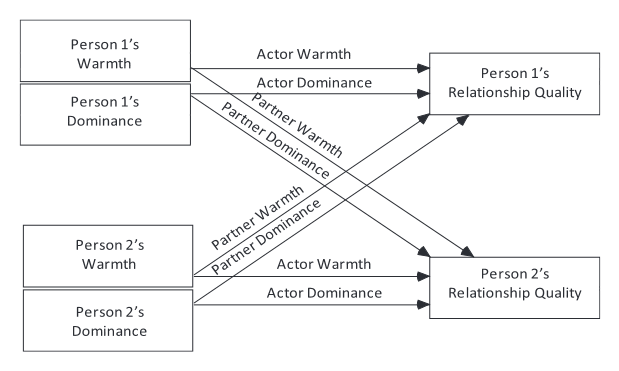 Person 1’s
Warmth
Actor Warmth
Person 1’s
Relationship Quality
Actor Dominance
Person 1’s
Dominance
Partner Warmth
Partner Dominance
Partner Warmth
Partner Dominance
Person 2’s
Warmth
Actor Warmth
Person 2’s
Relationship Quality
Actor Dominance
Person 2’s
Dominance